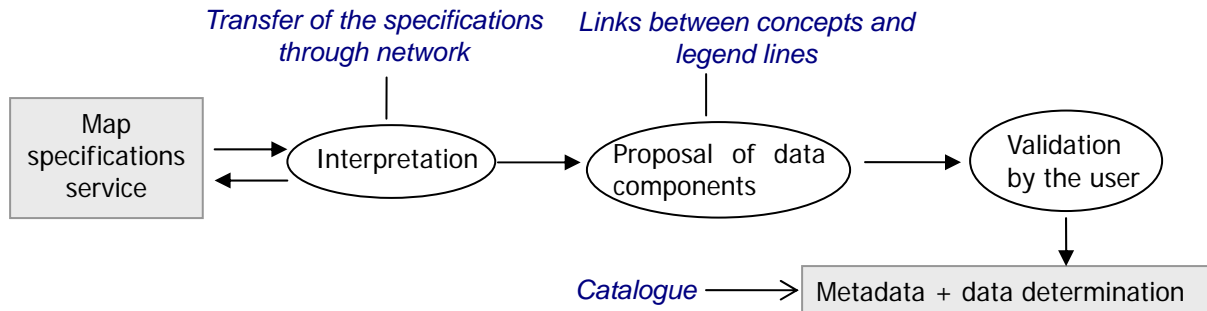 Transfer of the specifications
through network
Links between concepts and
legend lines
Map
specifications
service
Interpretation
Proposal of data
components
Validation
by the user
Catalogue
Metadata + data determination